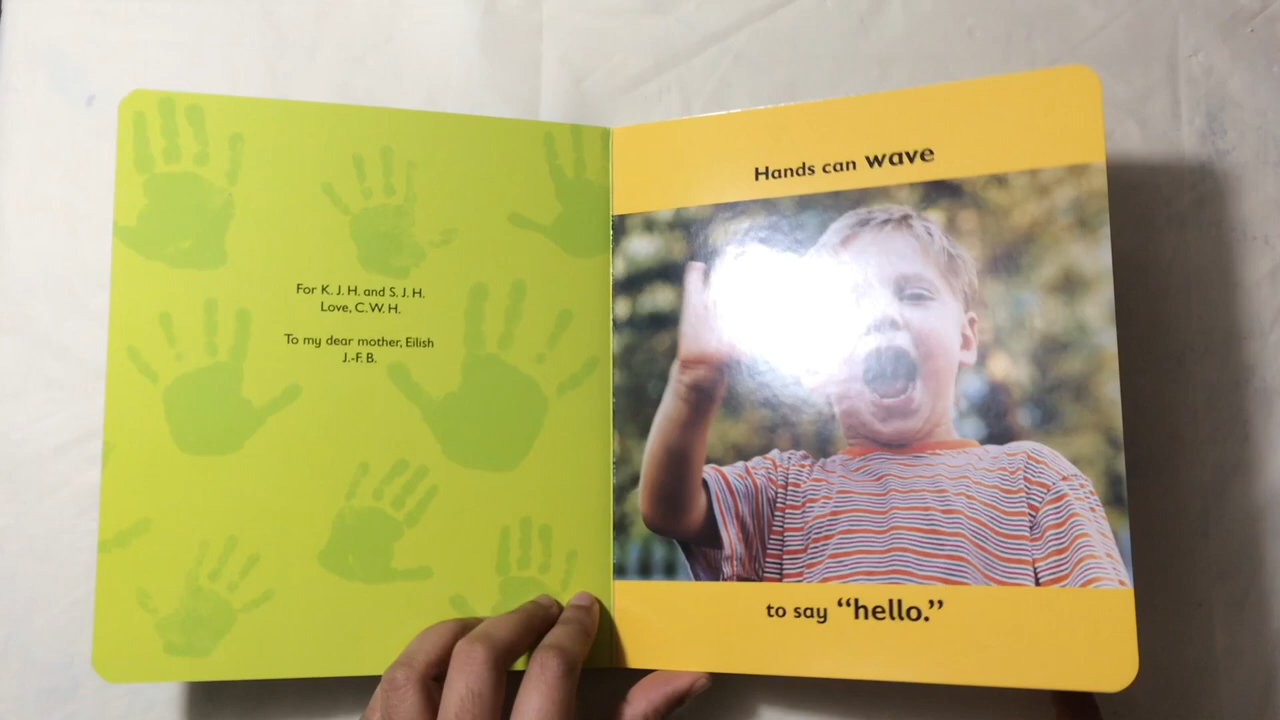 For K. J. H. and S. J. H.
Love, C. W. H.
To my dear mother, Eilish
J.-F. B.
Hands can wave
to say “hello.”